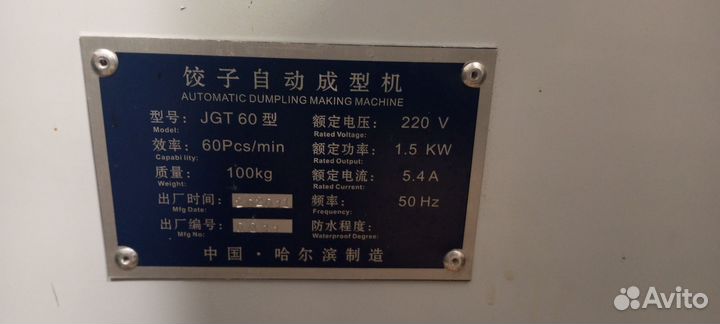 饺子自动成型机
AUTOMATIC DUMPLING MAKING MACHINE
型号: JGT 60 型 额定电压: 220 V
Model: Rated Voltage:
效率: 60Pcs/min 额定功率: 1.5 KW
Capability: Rated Output:
质量: 100kg 额定电流: 5.4 A
Weight: Rated Current:
出厂时间: 频率: 50 Hz
Mfg Date: Frequency:
出厂编号: 防水程度:
Mfg No: Waterproof Degree:
中国·哈尔滨制造
Avito